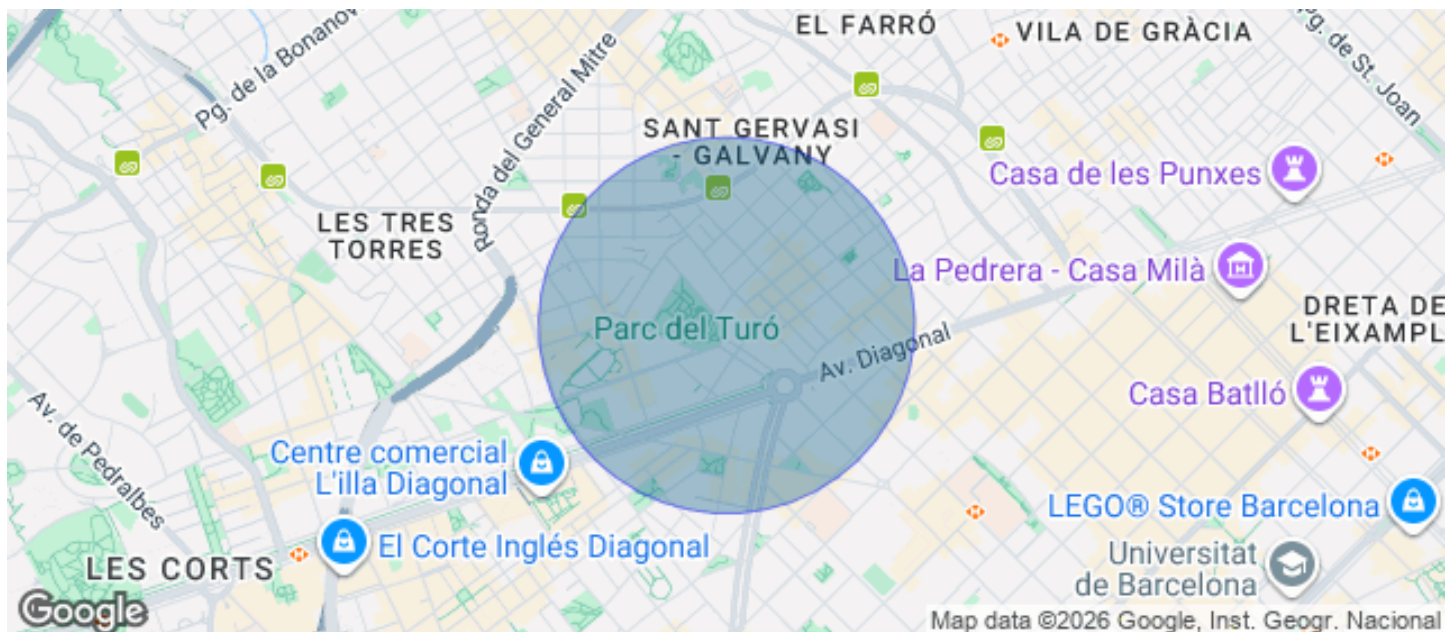 EL FARRÓ
VILA DE GRÀCIA
Pg. de la Bonanov
Ronda del General Mitre
Pg. de St. Joan
SANT GERVASI
- GALVANY
Casa de les Punxes
LES TRES
TORRES
La Pedrera - Casa Milà
DRETA DE
L'EIXAMPL
Parc del Turó
Av. Diagonal
Casa Batlló
Av. de Pedralbes
Centre comercial
L'illa Diagonal
LEGO® Store Barcelona
El Corte Inglés Diagonal
Universitat
de Barcelona
LES CORTS
Google
Map data ©2026 Google, Inst. Geogr. Nacional